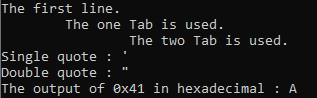 The first line.
	The one Tab is used.
		The two Tab is used.
Single quote : '
Double quote : "
The output of 0x41 in hexadecimal : A